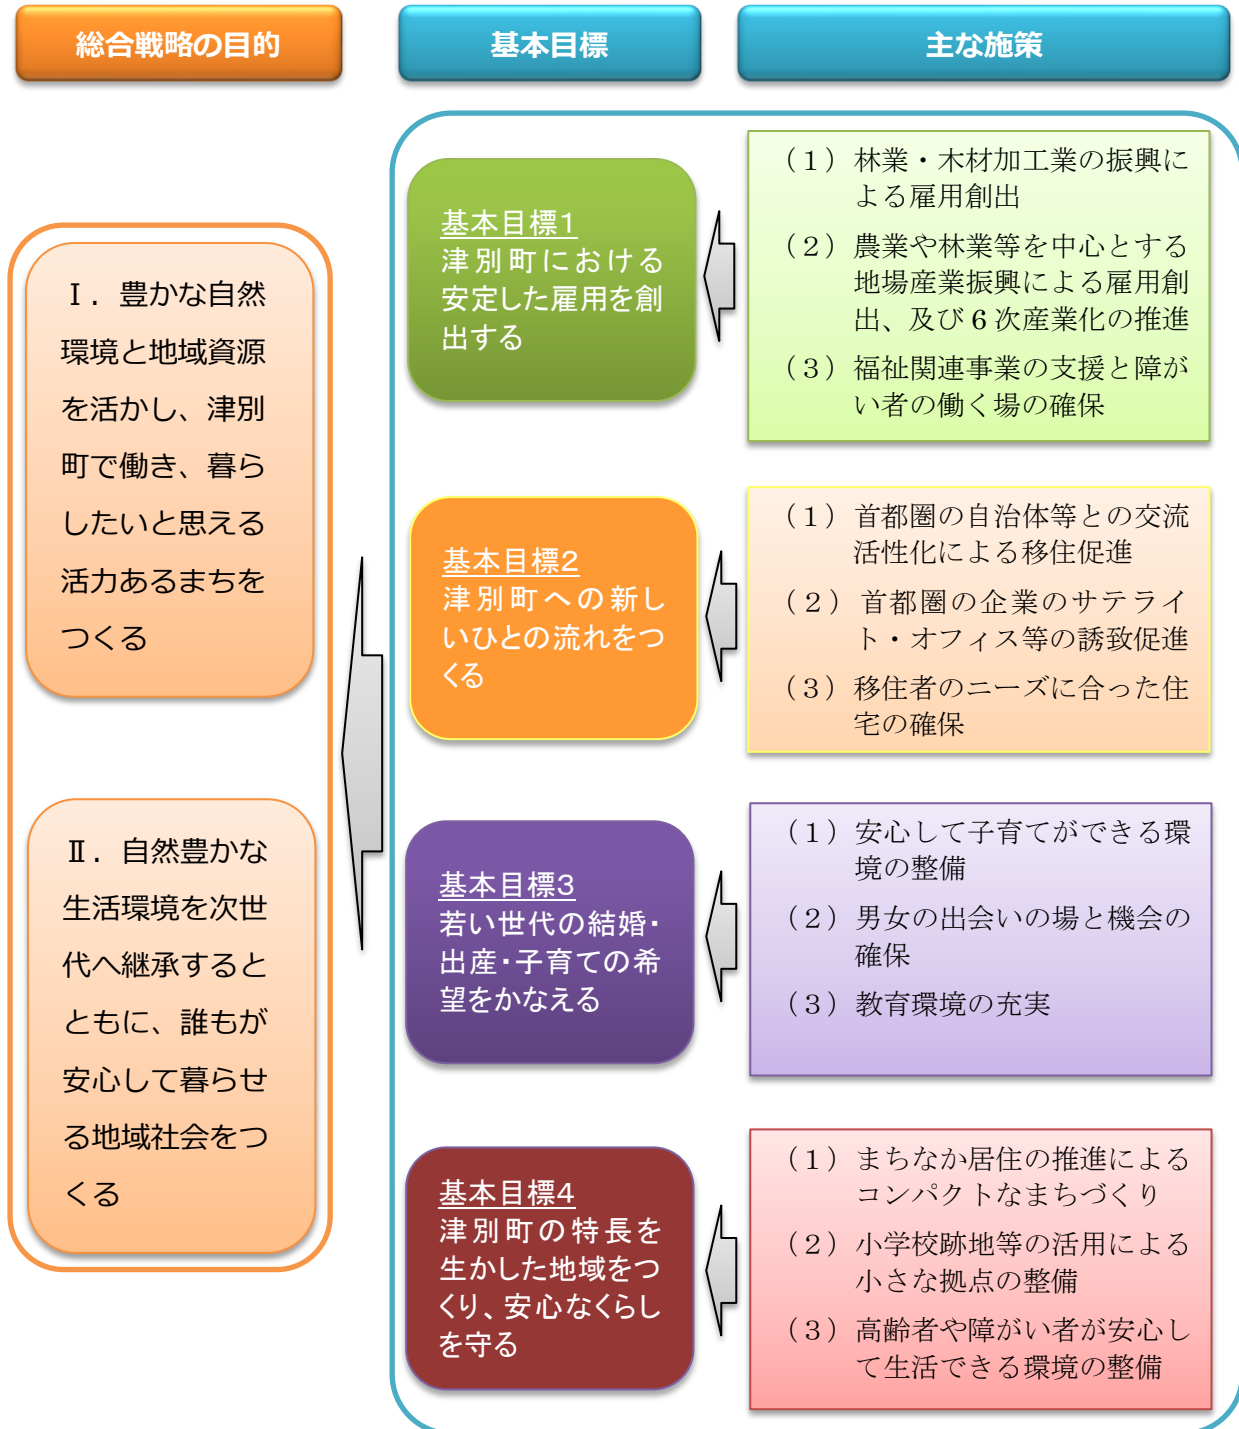 総合戦略の目的
基本目標
主な施策
Ⅰ．豊かな自然
環境と地域資源
を活かし、津別
町で働き、暮ら
したいと思える
活力あるまちを
つくる
Ⅱ．自然豊かな
生活環境を次世
代へ継承すると
ともに、誰もが
安心して暮らせ
る地域社会をつ
くる
基本目標1
津別町における
安定した雇用を創
出する
（１）林業・木材加工業の振興に
よる雇用創出
（２）農業や林業等を中心とする
地場産業振興による雇用創
出、及び 6 次産業化の推進
（３）福祉関連事業の支援と障が
い者の働く場の確保
基本目標2
津別町への新し
いひとの流れをつ
くる
（１）首都圏の自治体等との交流
活性化による移住促進
（２）首都圏の企業のサテライ
ト・オフィス等の誘致促進
（３）移住者のニーズに合った住
宅の確保
基本目標3
若い世代の結婚・
出産・子育ての希
望をかなえる
（１）安心して子育てができる環
境の整備
（２）男女の出会いの場と機会の
確保
（３）教育環境の充実
基本目標4
津別町の特長を
生かした地域をつ
くり、安心なくらし
を守る
（１）まちなか居住の推進による
コンパクトなまちづくり
（２）小学校跡地等の活用による
小さな拠点の整備
（３）高齢者や障がい者が安心し
て生活できる環境の整備